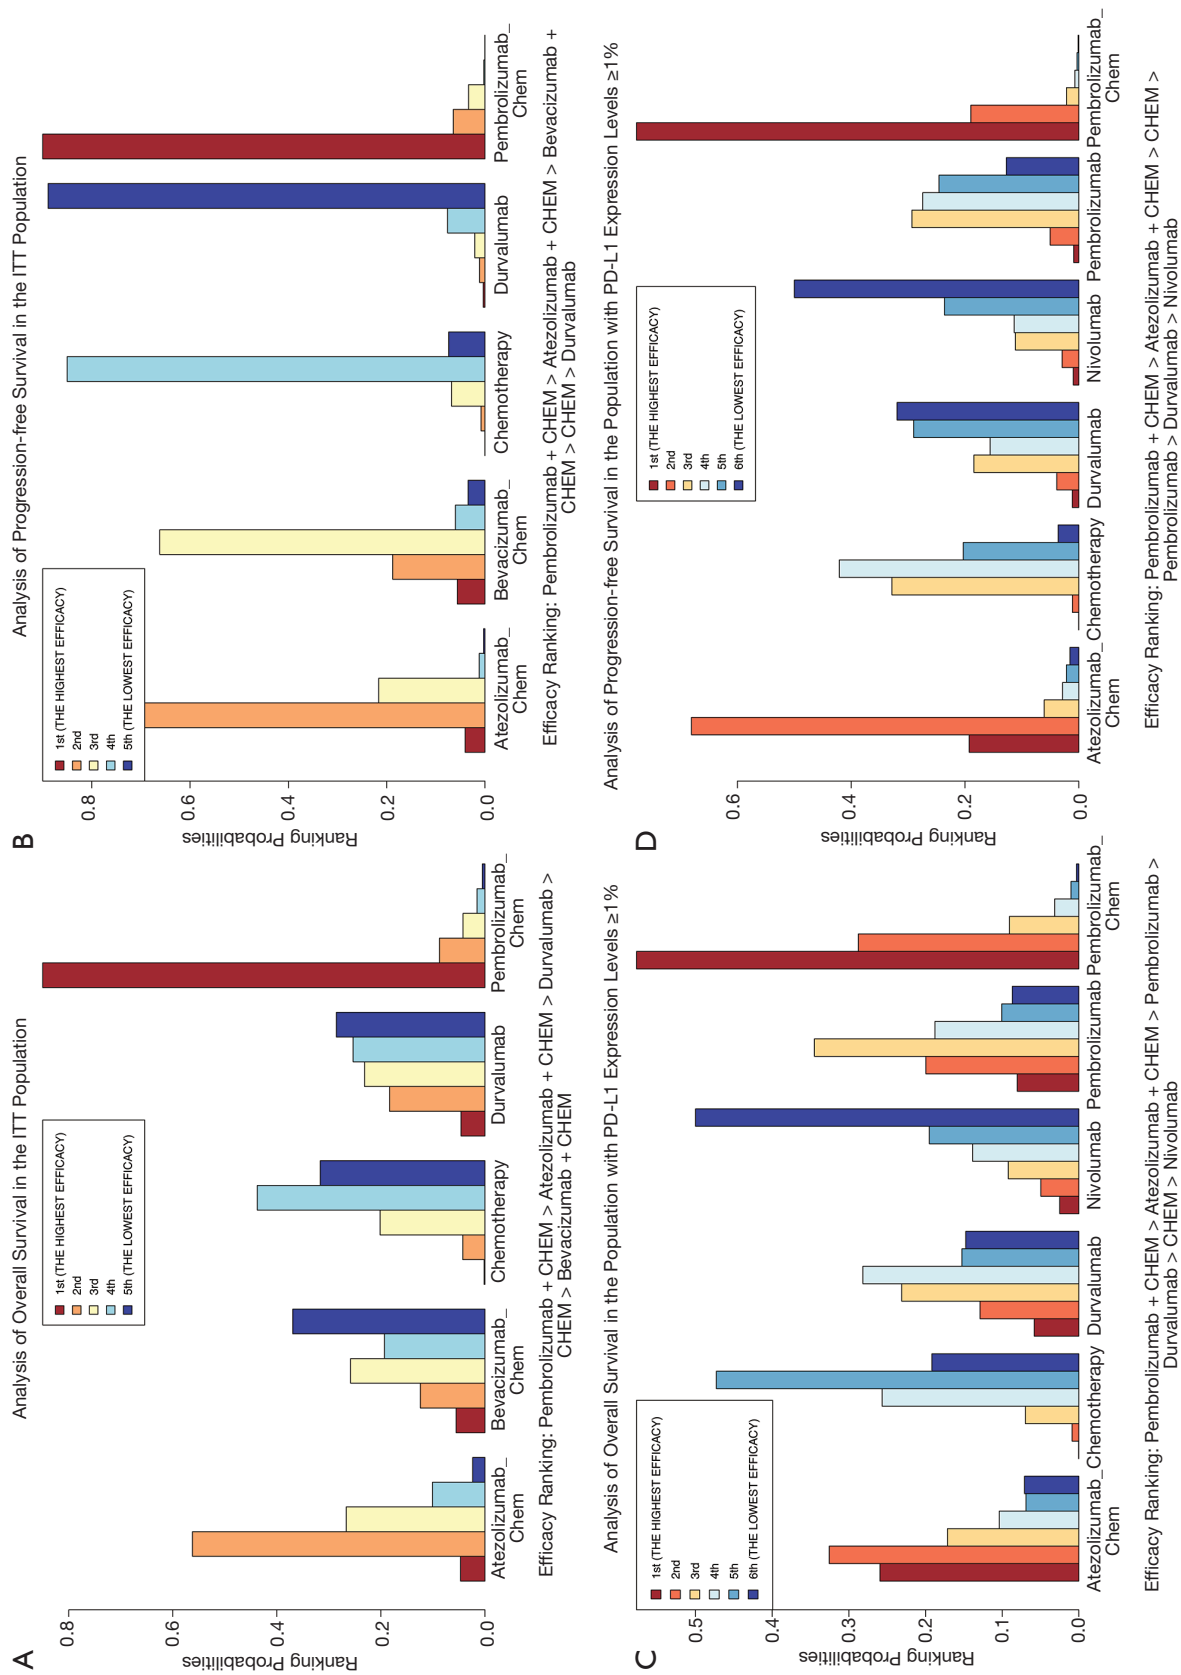 A
Analysis of Overall Survival in the ITT Population
Ranking Probabilities
0.8
0.6
0.4
0.2
0.0
1st (THE HIGHEST EFFICACY)
2nd
3rd
4th
5th (THE LOWEST EFFICACY)
Atezolizumab_
Chem
Bevacizumab_
Chem
Chemotherapy
Durvalumab
Pembrolizumab_
Chem
Efficacy Ranking: Pembrolizumab + CHEM > Atezolizumab + CHEM > Durvalumab >
CHEM > Bevacizumab + CHEM
B
Analysis of Progression-free Survival in the ITT Population
Ranking Probabilities
0.8
0.6
0.4
0.2
0.0
1st (THE HIGHEST EFFICACY)
2nd
3rd
4th
5th (THE LOWEST EFFICACY)
Atezolizumab_
Chem
Bevacizumab_
Chem
Chemotherapy
Durvalumab
Pembrolizumab_
Chem
Efficacy Ranking: Pembrolizumab + CHEM > Atezolizumab + CHEM > Bevacizumab +
CHEM > CHEM > Durvalumab
C
Analysis of Overall Survival in the Population with PD-L1 Expression Levels ≥1%
Ranking Probabilities
0.5
0.4
0.3
0.2
0.1
0.0
1st (THE HIGHEST EFFICACY)
2nd
3rd
4th
5th
6th (THE LOWEST EFFICACY)
Atezolizumab_
Chem
Chemotherapy
Durvalumab
Nivolumab
Pembrolizumab
Pembrolizumab_
Chem
Efficacy Ranking: Pembrolizumab + CHEM > Atezolizumab + CHEM > Pembrolizumab >
Durvalumab > CHEM > Nivolumab
D
Analysis of Progression-free Survival in the Population with PD-L1 Expression Levels ≥1%
Ranking Probabilities
0.6
0.4
0.2
0.0
1st (THE HIGHEST EFFICACY)
2nd
3rd
4th
5th
6th (THE LOWEST EFFICACY)
Atezolizumab_
Chem
Chemotherapy
Durvalumab
Nivolumab
Pembrolizumab
Pembrolizumab_
Chem
Efficacy Ranking: Pembrolizumab + CHEM > Atezolizumab + CHEM > CHEM >
Pembrolizumab > Durvalumab > Nivolumab